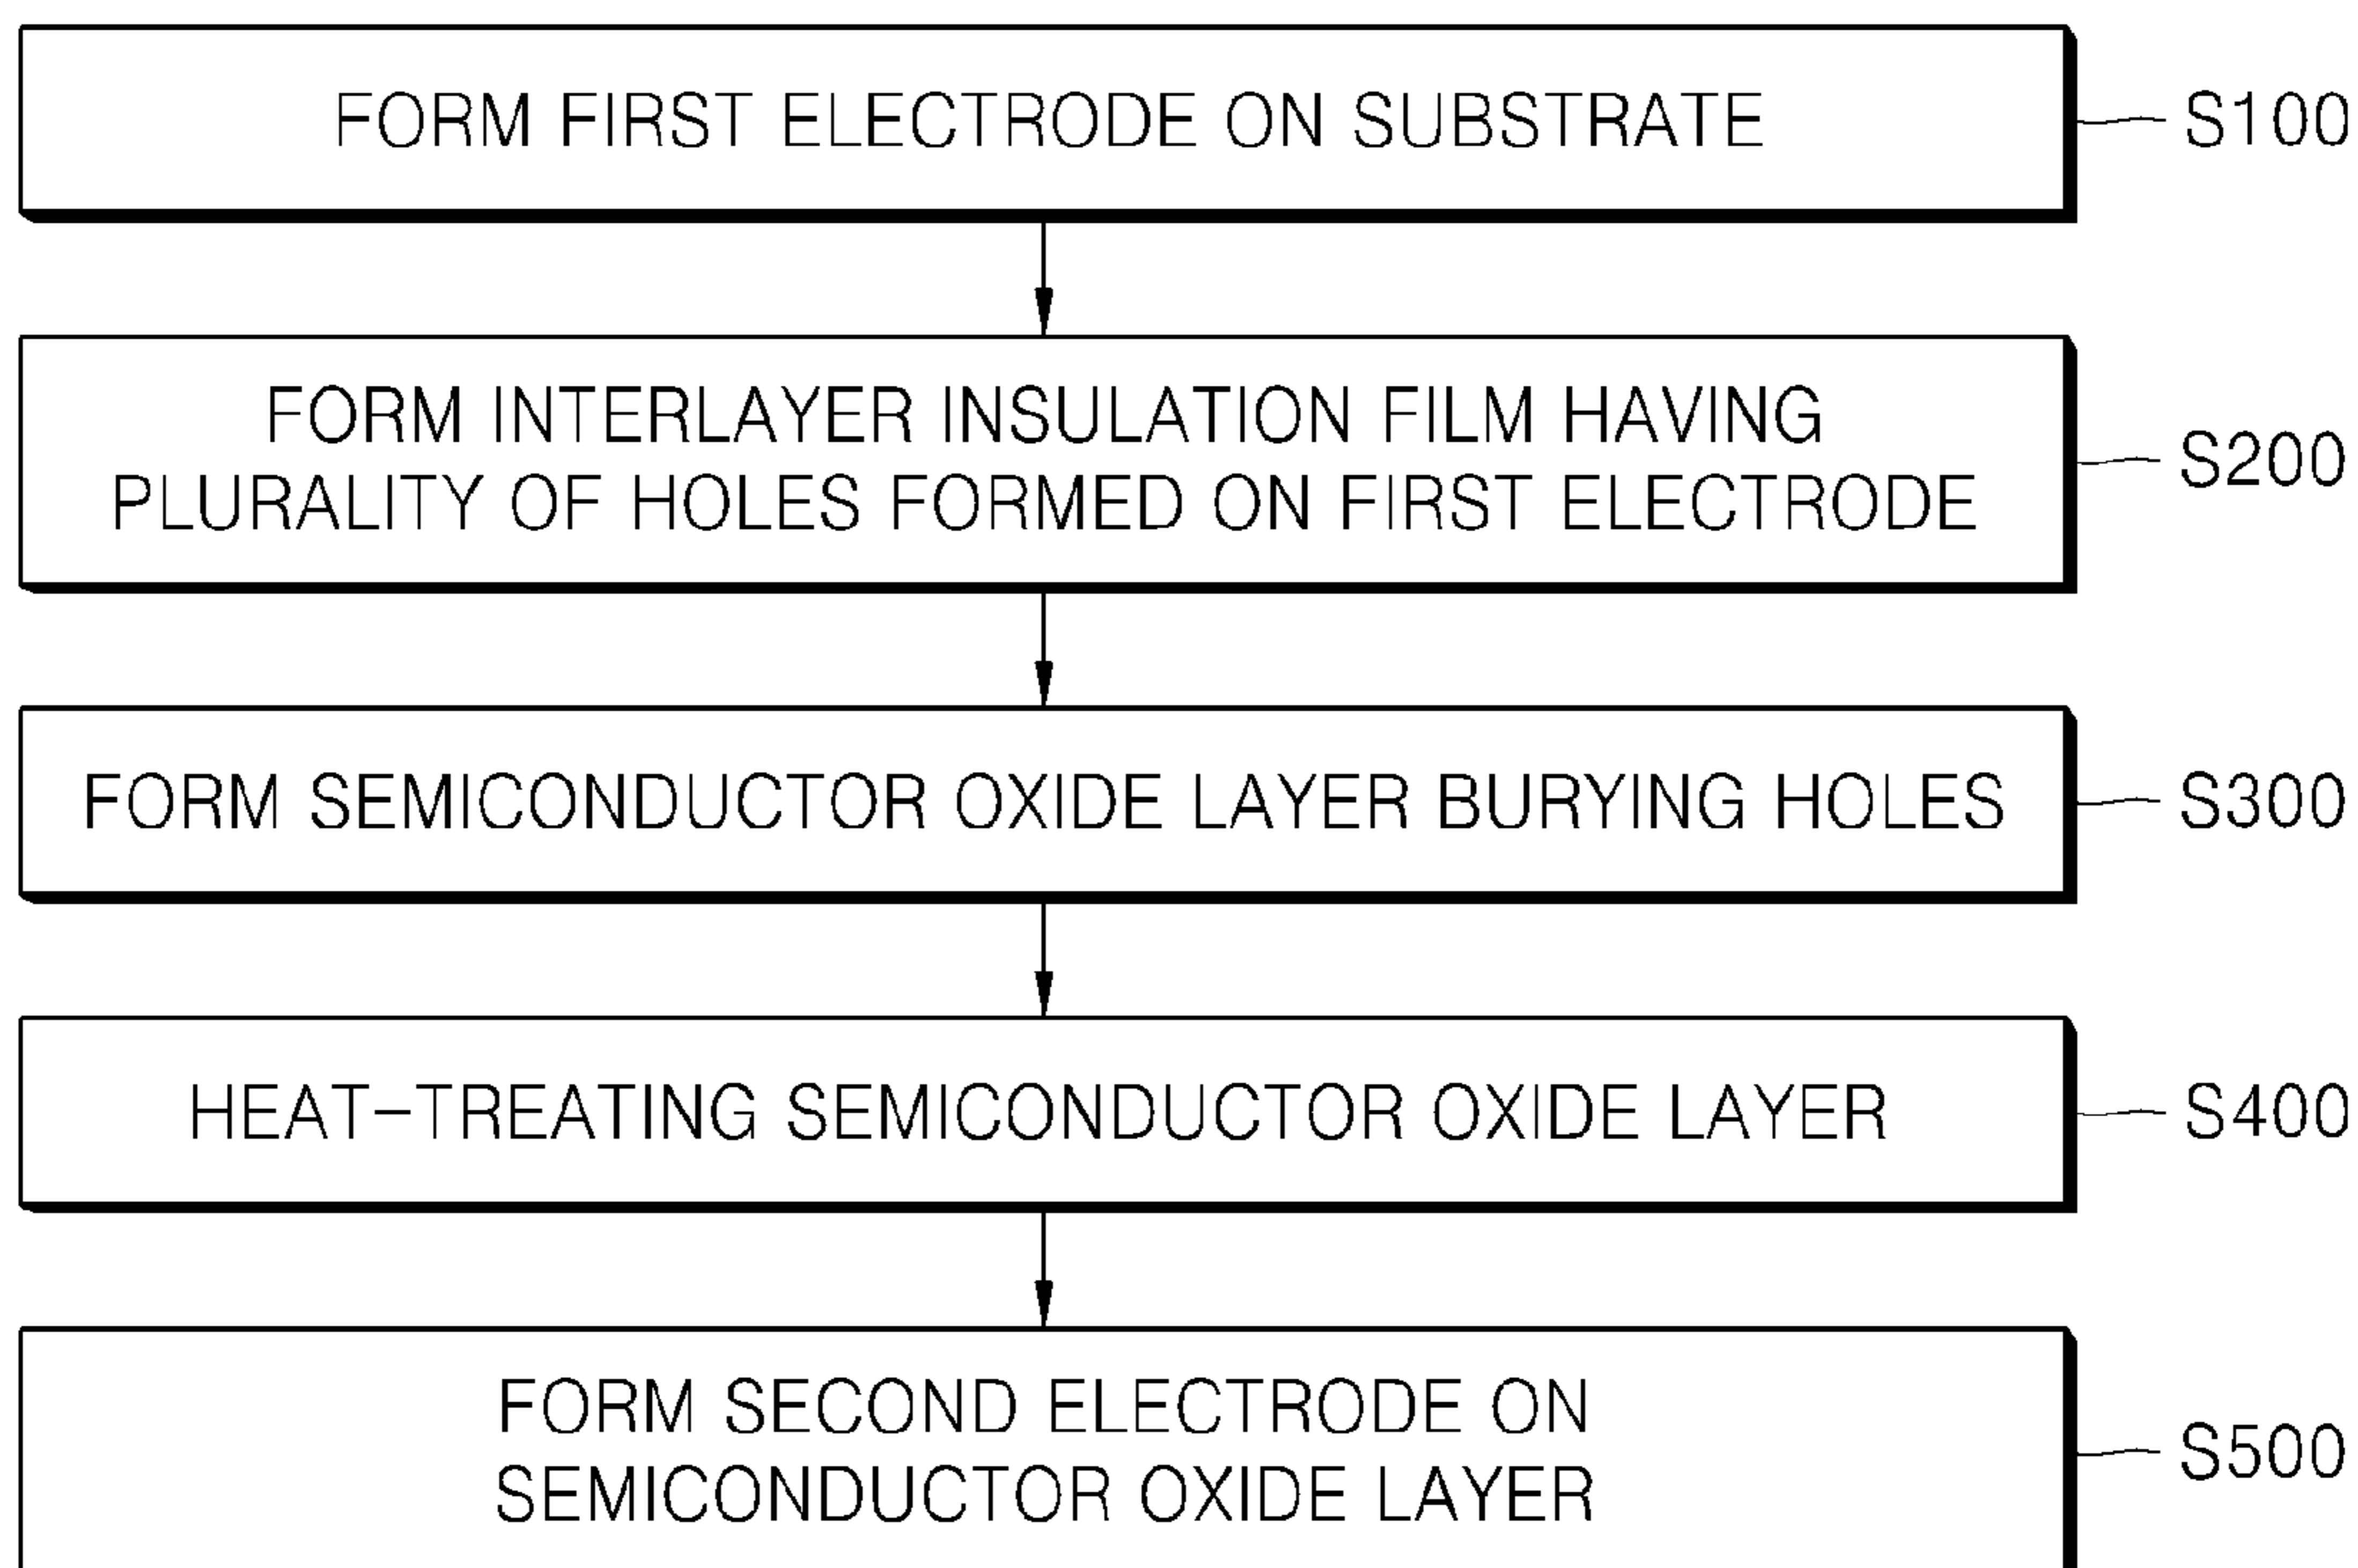 FORM FIRST ELECTRODE ON SUBSTRATE
S100
FORM INTERLAYER INSULATION FILM HAVING
PLURALITY OF HOLES FORMED ON FIRST ELECTRODE
S200
FORM SEMICONDUCTOR OXIDE LAYER BURYING HOLES
S300
HEAT-TREATING SEMICONDUCTOR OXIDE LAYER
S400
FORM SECOND ELECTRODE ON
SEMICONDUCTOR OXIDE LAYER
S500